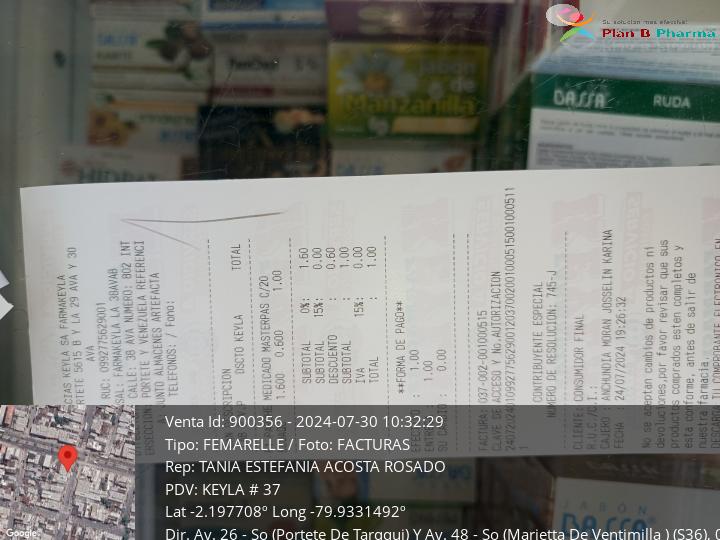 Su solución más efectiva!
Plan B Pharma
Jabón
de
Manzanilla
DASSA
RUDA
KEYLA SA FARMAKEYLA
5615 B Y LA 29 AVA Y 30
AVA
RUC: 0992775629001
FARMAKEYLA LA 38AVAB
CALLE: 38 AVA NUMERO: 802 INT
PORTETE Y VENEZUELA REFERENCI
JUNTO ALMACENES ARTEFACTA
TELEFONOS: / Fono:
DSCTO KEYLA TOTAL
MEDICADO MASTERPAS C/20
1.600 0.600 1.00
SUBTOTAL 0%: 1.60
SUBTOTAL 15%: 0.00
DESCUENTO : 0.60
SUBTOTAL : 1.00
IVA 15%: 0.00
TOTAL : 1.00
**FORMA DE PAGO**
: 1.00
1.00
0.00
FACTURA: 037-002-001000515
CLAVE DE ACCESO Y No.AUTORIZACION
CONTRIBUYENTE ESPECIAL
NUMERO DE RESOLUCION: 745-J
CLIENTE: CONSUMIDOR FINAL
R.U.C./C.I.:
CAJERO : ANCHUNDIA MORAN JOSSELIN KARINA
FECHA : 24/07/2024 19:26:32
No se aceptan cambios de productos ni
devoluciones,por favor revisar que sus
productos comprados esten completos y
este conforme, antes de salir de
nuestra farmacia.
Venta Id: 900356 - 2024-07-30 10:32:29
Tipo: FEMARELLE / Foto: FACTURAS
Rep: TANIA ESTEFANIA ACOSTA ROSADO
PDV: KEYLA # 37
Lat -2.197708° Long -79.9331492°
Dir. Av. 26 - So (Portete De Tarqui) Y Av. 48 - So (Marietta De Ventimilla ) (S36),
Google
JABÓN